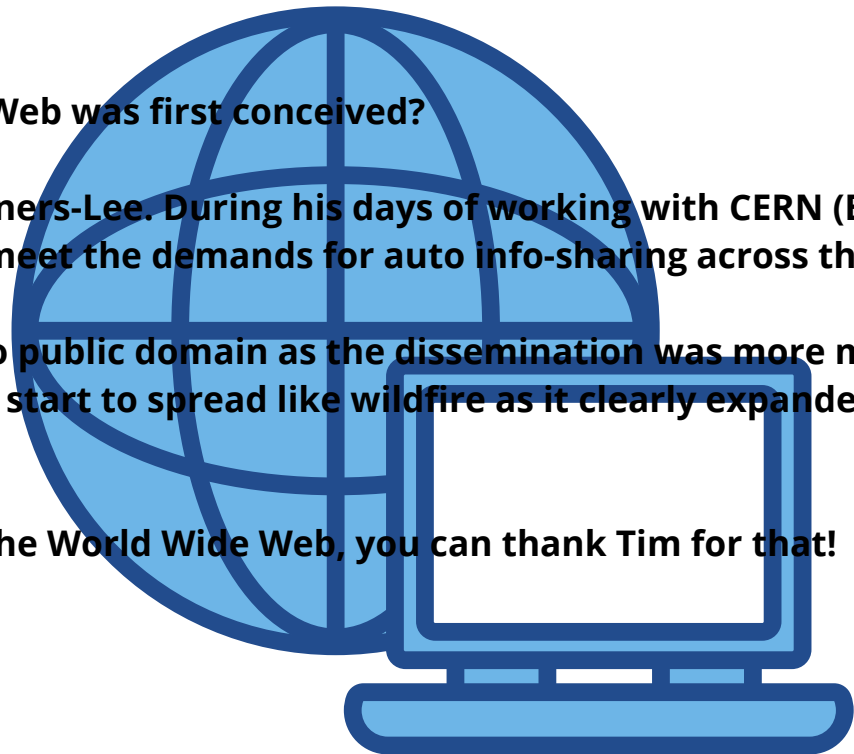 Web was first conceived?
ners-Lee. During his days of working with CERN (E
meet the demands for auto info-sharing across th
public domain as the dissemination was more
start to spread like wildfire as it clearly expande
he World Wide Web, you can thank Tim for that!